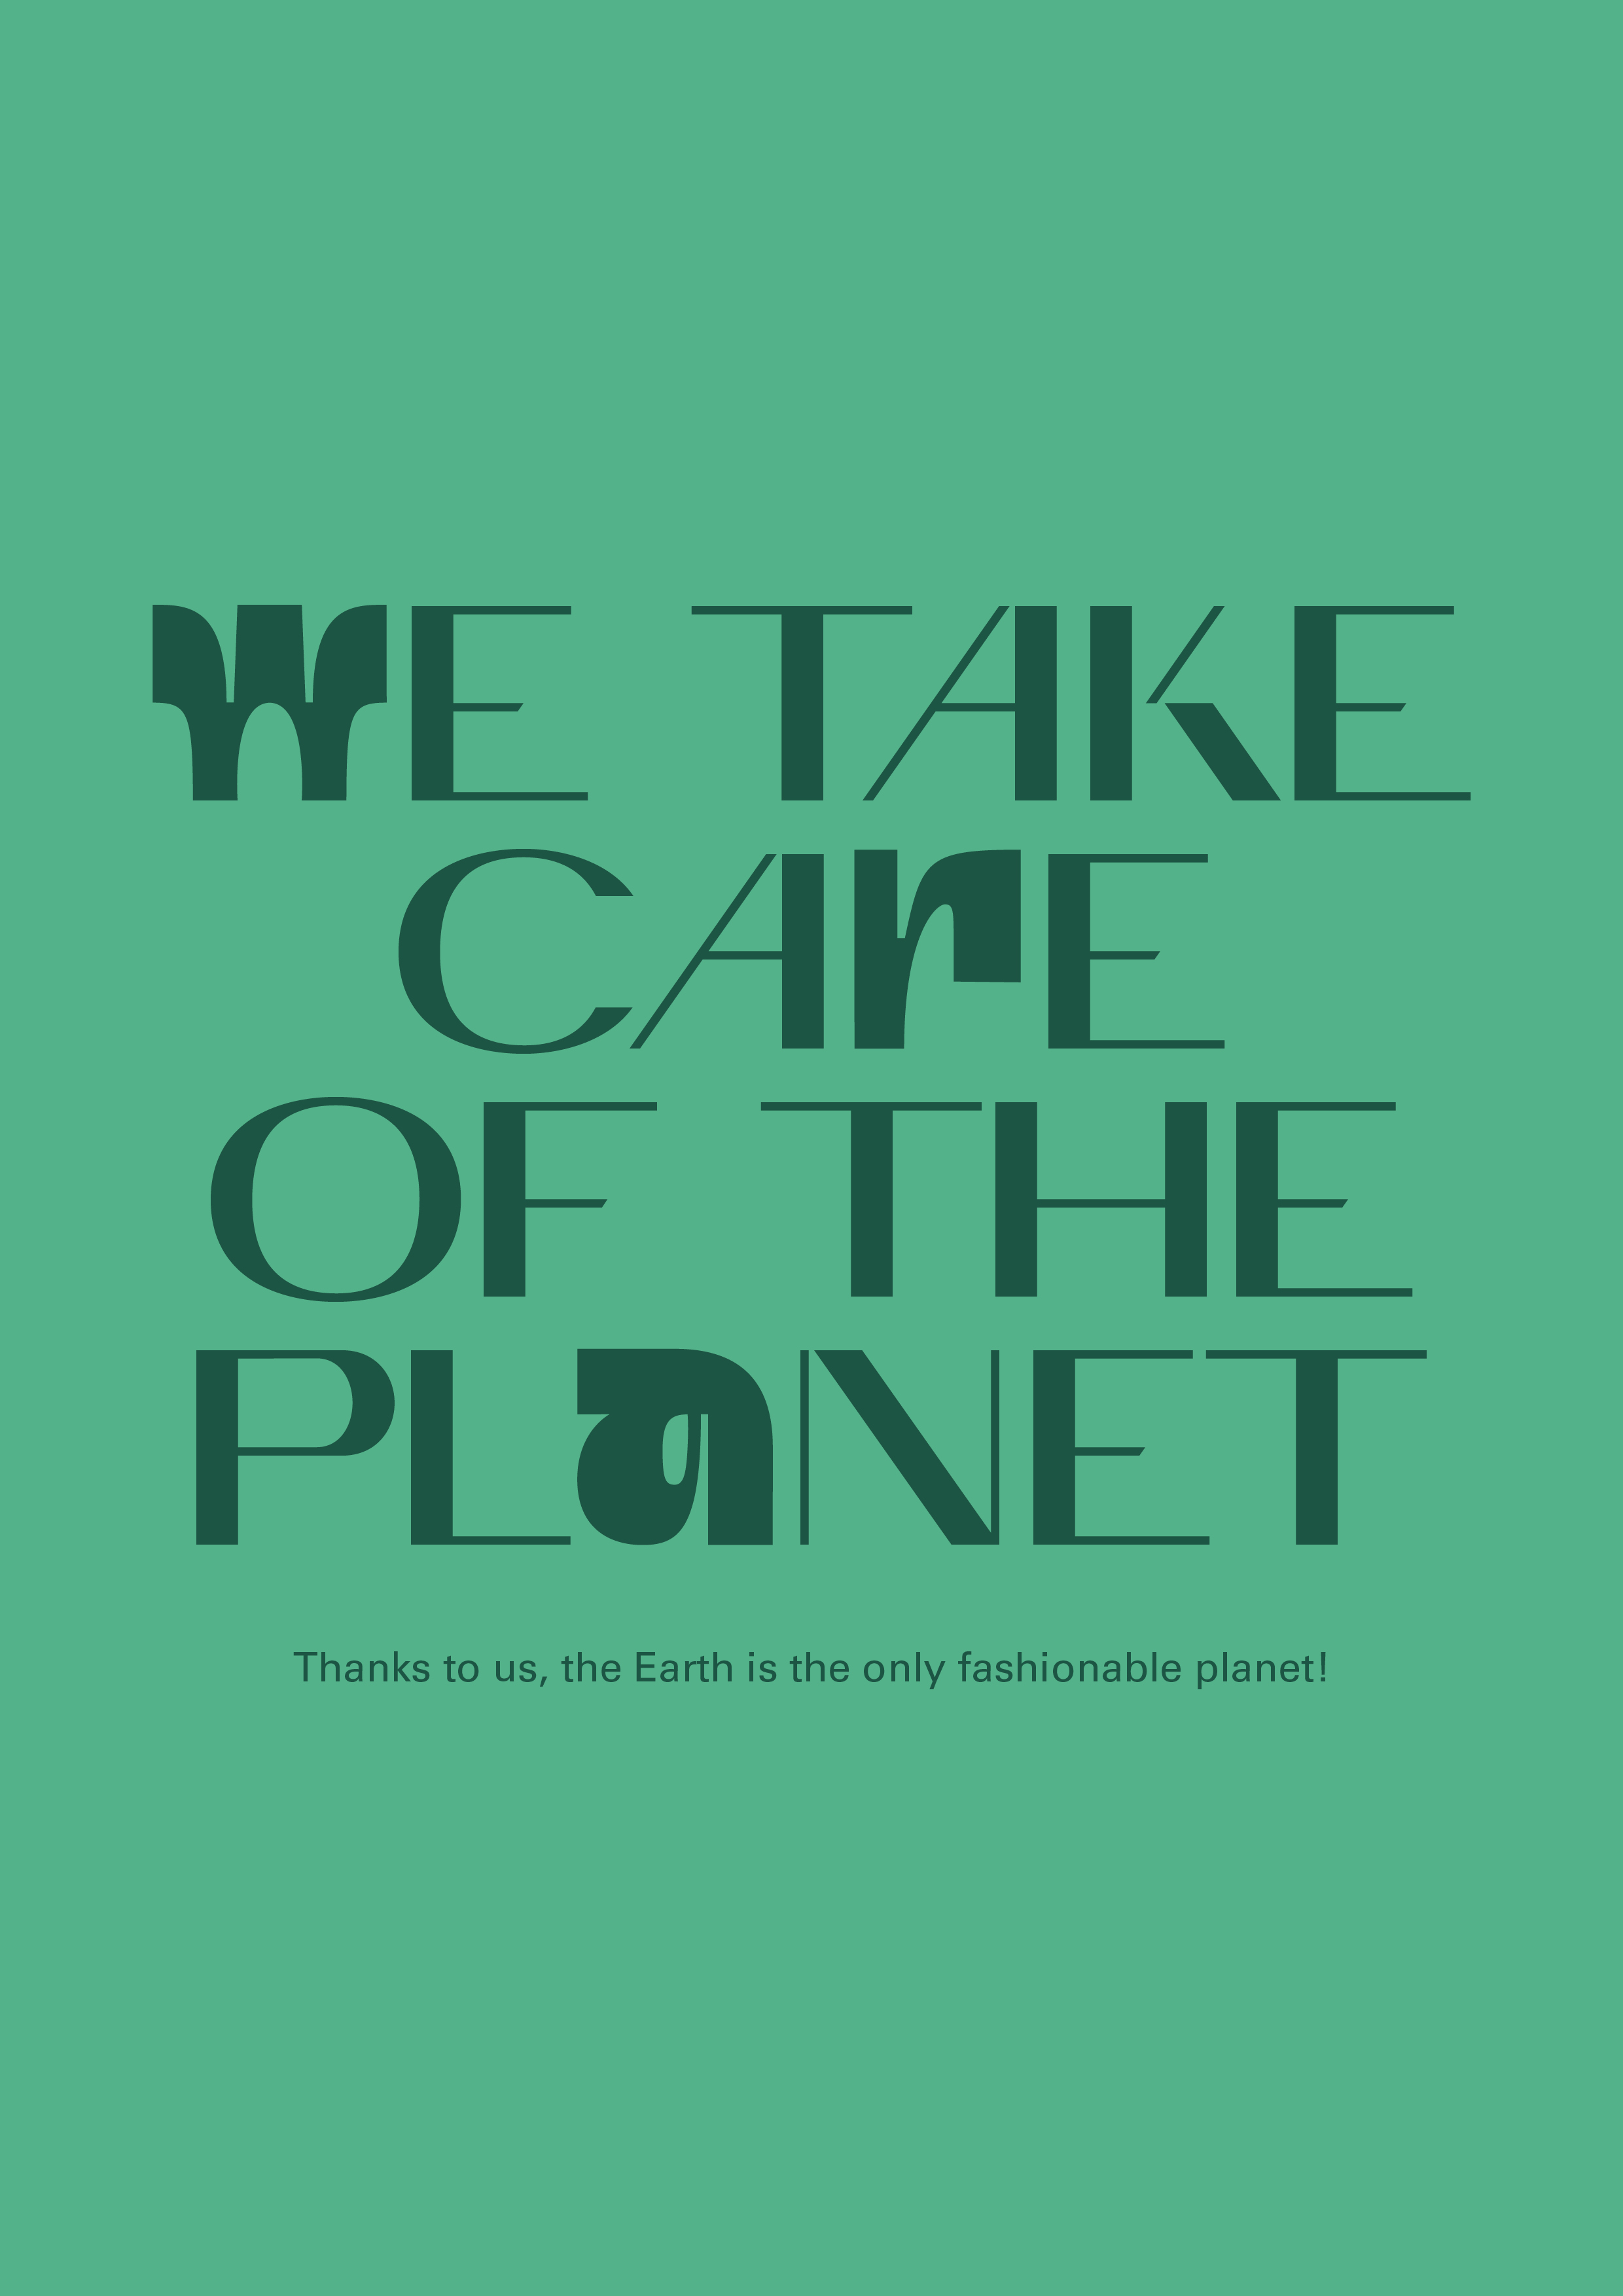 WE TAKE
CArE
OF THE
PLaNET
Thanks to us, the Earth is the only fashionable planet!